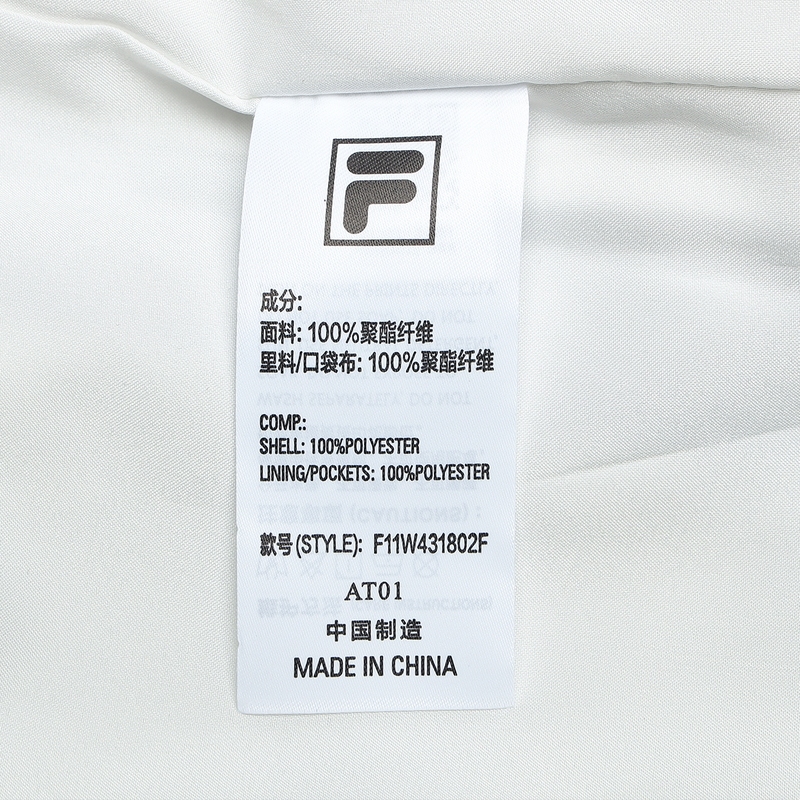 F
成分:
面料: 100%聚酯纤维
里料/口袋布: 100%聚酯纤维
COMP.:
SHELL: 100%POLYESTER
LINING/POCKETS: 100%POLYESTER
款号(STYLE): F11W431802F
AT01
中国制造
MADE IN CHINA